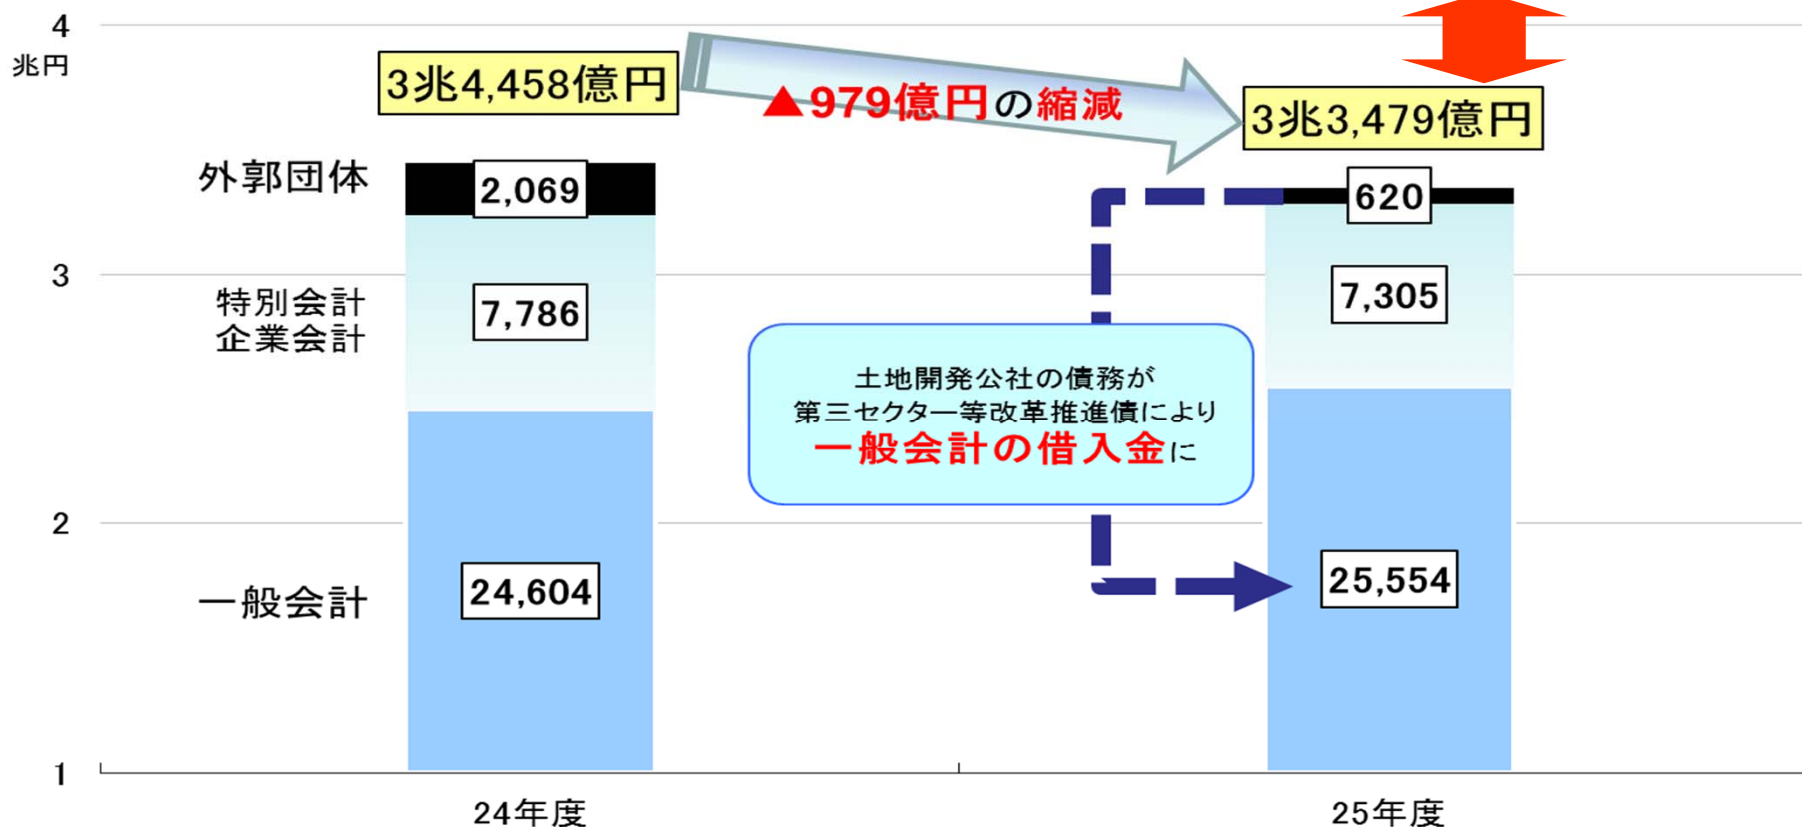 4
兆円
3兆4,458億円
▲979億円の縮減
3兆3,479億円
外郭団体
2,069
620
3
特別会計
企業会計
7,786
7,305
土地開発公社の債務が
第三セクター等改革推進債により
一般会計の借入金に
2
一般会計
24,604
25,554
1
24年度
25年度